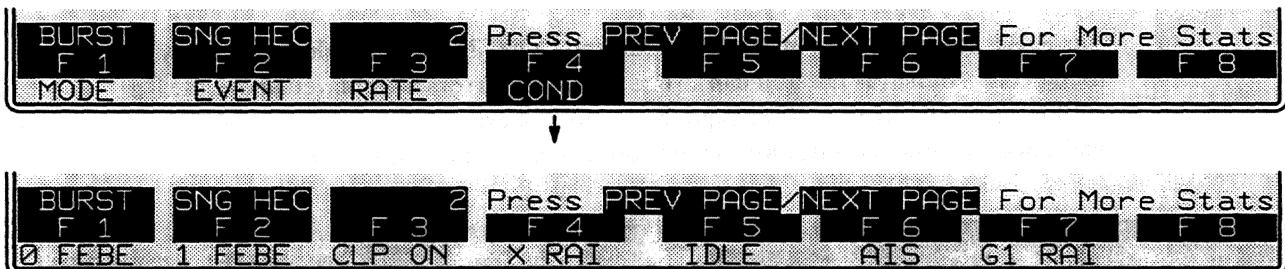 BURST SNG HEC 2 Press PREV PAGE/NEXT PAGE For More Stats
F 1 F 2 F 3 F 4 F 5 F 6 F 7 F 8
MODE EVENT RATE COND
BURST SNG HEC 2 Press PREV PAGE/NEXT PAGE For More Stats
F 1 F 2 F 3 F 4 F 5 F 6 F 7 F 8
0 FEBE 1 FEBE CLP ON X RAI IDLE AIS G1 RAI